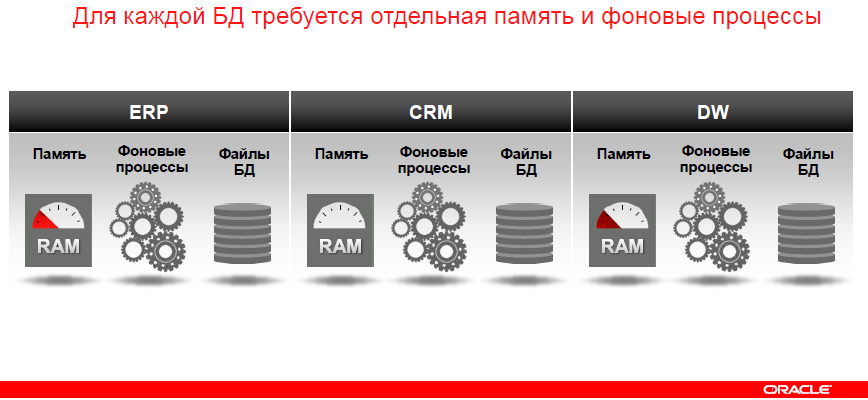 Для каждой БД требуется отдельная память и фоновые процессы
ERP
CRM
DW
Память
Фоновые
процессы
Файлы
БД
Память
Фоновые
процессы
Файлы
БД
Память
Фоновые
процессы
Файлы
БД
RAM
RAM
RAM
ORACLE